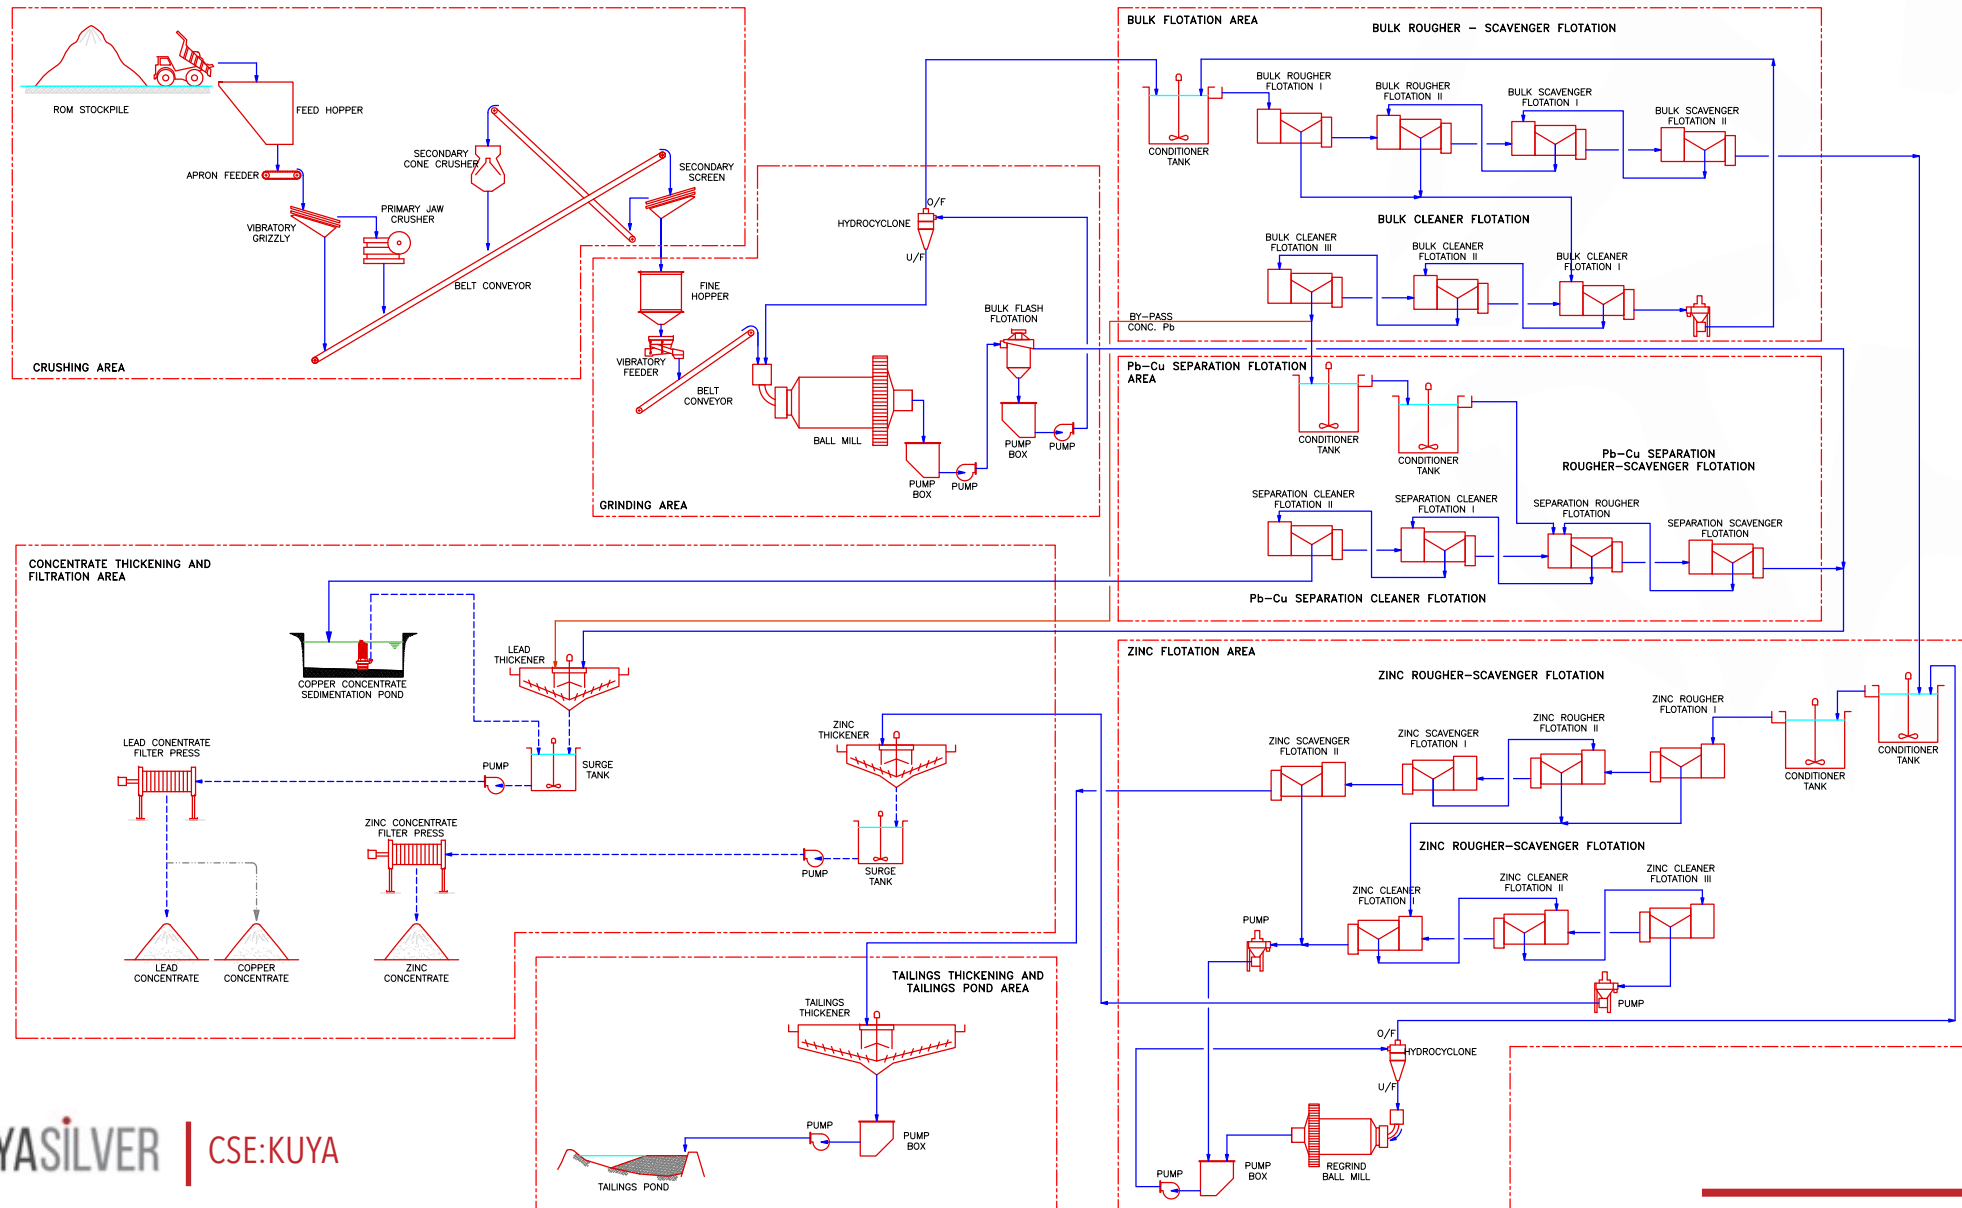 ROM STOCKPILE
FEED HOPPER
APRON FEEDER
VIBRATORY
GRIZZLY
PRIMARY JAW
CRUSHER
SECONDARY
CONE CRUSHER
SECONDARY
SCREEN
BELT CONVEYOR
CRUSHING AREA
FINE
HOPPER
VIBRATORY
FEEDER
BELT
CONVEYOR
HYDROCYCLONE
O/F
U/F
BALL MILL
PUMP
BOX
PUMP
BULK FLASH
FLOTATION
PUMP
BOX
PUMP
GRINDING AREA
BULK FLOTATION AREA
BULK ROUGHER – SCAVENGER FLOTATION
CONDITIONER
TANK
BULK ROUGHER
FLOTATION I
BULK ROUGHER
FLOTATION II
BULK SCAVENGER
FLOTATION I
BULK SCAVENGER
FLOTATION II
BULK CLEANER FLOTATION
BULK CLEANER
FLOTATION III
BULK CLEANER
FLOTATION II
BULK CLEANER
FLOTATION I
BY–PASS
CONC. Pb
Pb–Cu SEPARATION FLOTATION
AREA
CONDITIONER
TANK
CONDITIONER
TANK
Pb–Cu SEPARATION
ROUGHER–SCAVENGER FLOTATION
SEPARATION CLEANER
FLOTATION II
SEPARATION CLEANER
FLOTATION I
SEPARATION ROUGHER
FLOTATION
SEPARATION SCAVENGER
FLOTATION
Pb–Cu SEPARATION CLEANER FLOTATION
CONCENTRATE THICKENING AND
FILTRATION AREA
COPPER CONCENTRATE
SEDIMENTATION POND
LEAD
THICKENER
SURGE
TANK
PUMP
LEAD CONENTRATE
FILTER PRESS
ZINC
THICKENER
SURGE
TANK
PUMP
ZINC CONCENTRATE
FILTER PRESS
LEAD
CONCENTRATE
COPPER
CONCENTRATE
ZINC
CONCENTRATE
ZINC FLOTATION AREA
ZINC ROUGHER–SCAVENGER FLOTATION
ZINC SCAVENGER
FLOTATION II
ZINC SCAVENGER
FLOTATION I
ZINC ROUGHER
FLOTATION II
ZINC ROUGHER
FLOTATION I
CONDITIONER
TANK
CONDITIONER
TANK
ZINC ROUGHER–SCAVENGER FLOTATION
ZINC CLEANER
FLOTATION I
ZINC CLEANER
FLOTATION II
ZINC CLEANER
FLOTATION III
PUMP
PUMP
O/F
HYDROCYCLONE
U/F
REGRIND
BALL MILL
PUMP
BOX
PUMP
TAILINGS THICKENING AND
TAILINGS POND AREA
TAILINGS
THICKENER
PUMP
BOX
PUMP
TAILINGS POND
YASILVER
CSE:KUYA